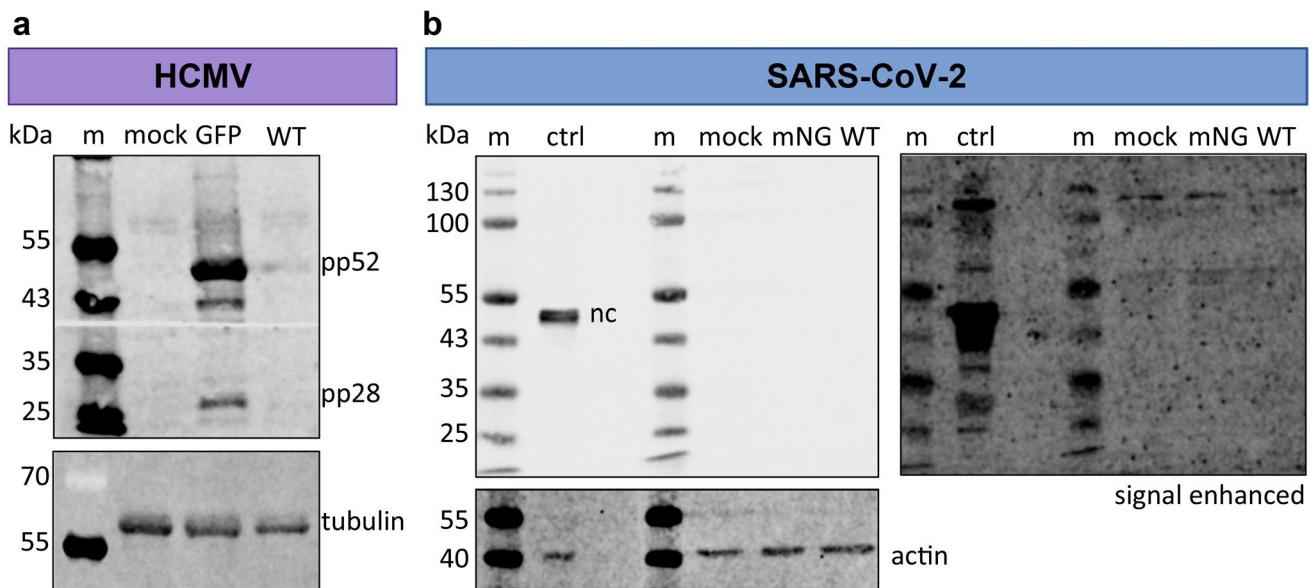 a
HCMV
kDa m mock GFP WT
55
pp52
43
35
pp28
25
70
tubulin
55
b
SARS-CoV-2
kDa m ctrl m mock mNG WT
130
100
55
nc
43
35
25
55
40
actin
m ctrl m mock mNG WT
signal enhanced